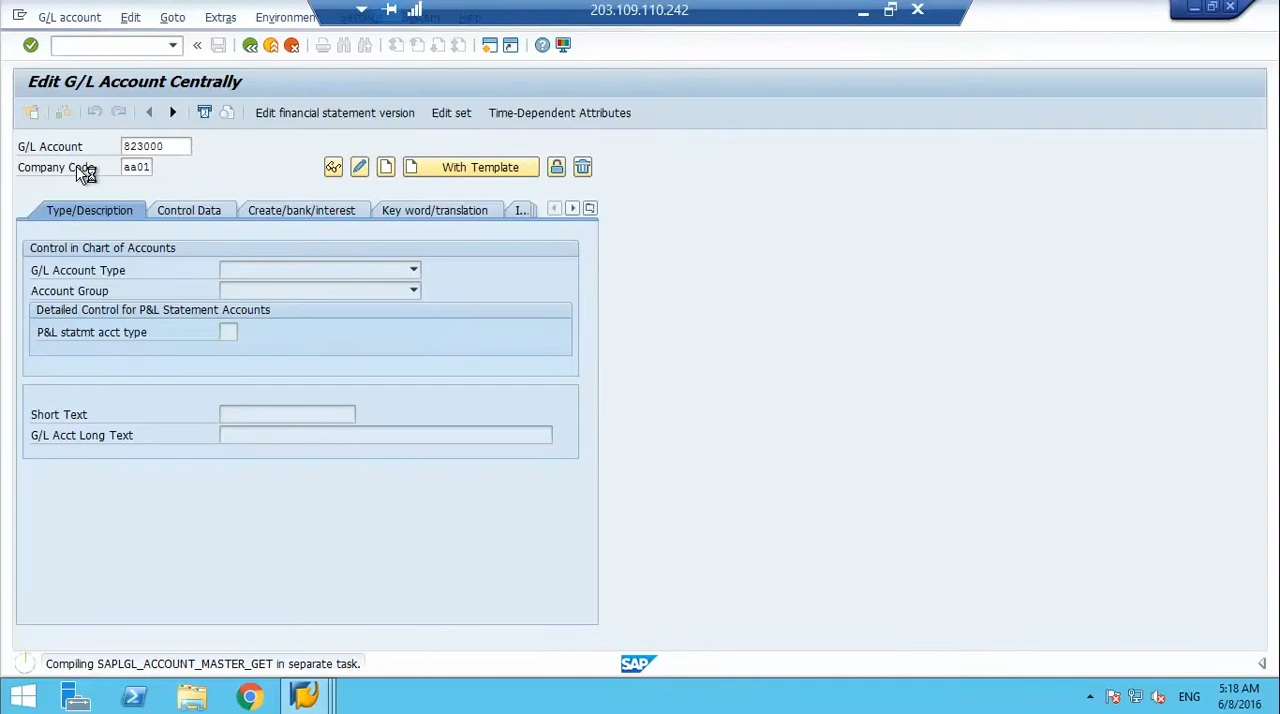 203.109.110.242
G/L account Edit Goto Extras Environmen
Edit G/L Account Centrally
Edit financial statement version Edit set Time-Dependent Attributes
G/L Account 823000
Company Code aa01
With Template
Type/Description Control Data Create/bank/interest Key word/translation I...
Control in Chart of Accounts
G/L Account Type
Account Group
Detailed Control for P&L Statement Accounts
P&L statmt acct type
Short Text
G/L Acct Long Text
Compiling SAPLGL_ACCOUNT_MASTER_GET in separate task.
SAP
ENG
5:18 AM
6/8/2016